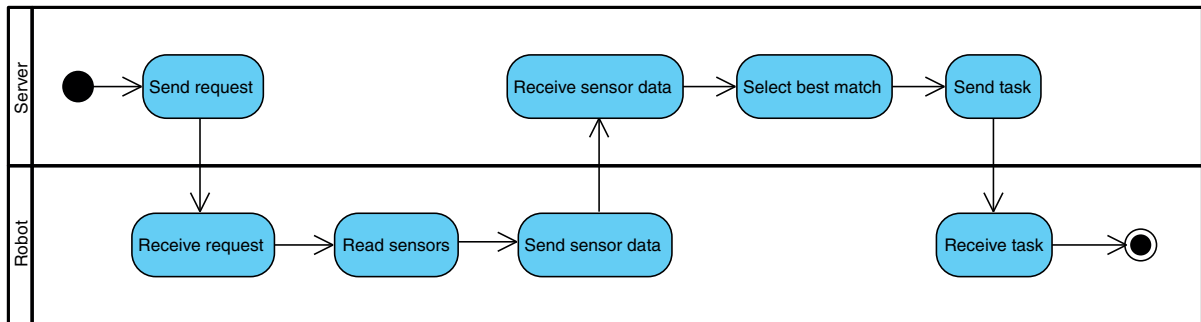 Server
Send request
Receive sensor data
Select best match
Send task
Robot
Receive request
Read sensors
Send sensor data
Receive task